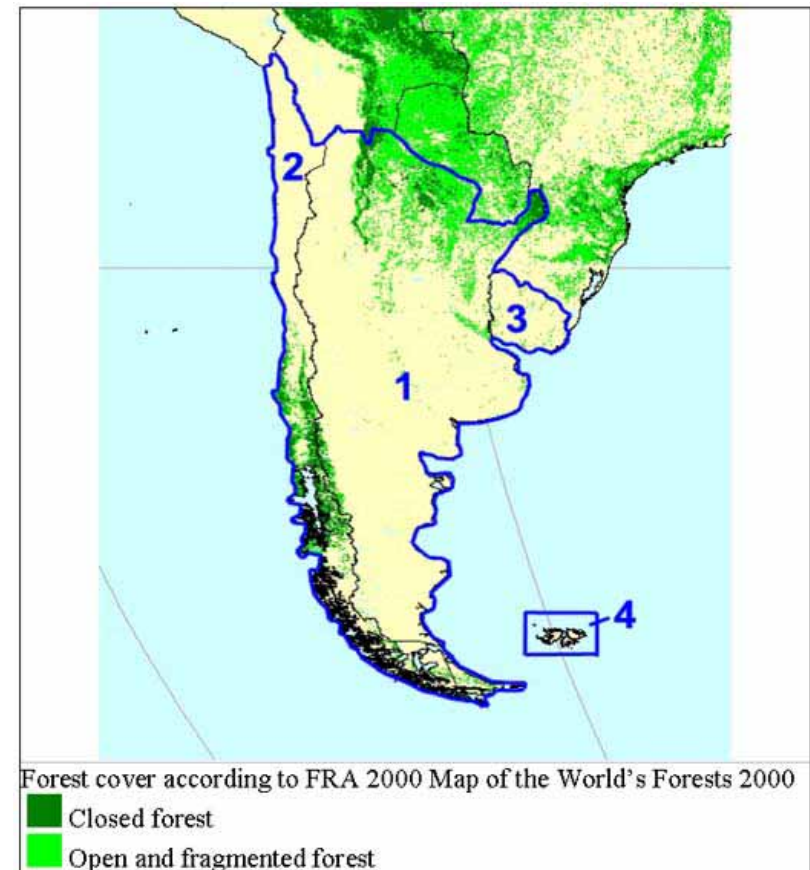 2
3
1
4
Forest cover according to FRA 2000 Map of the World's Forests 2000
Closed forest
Open and fragmented forest